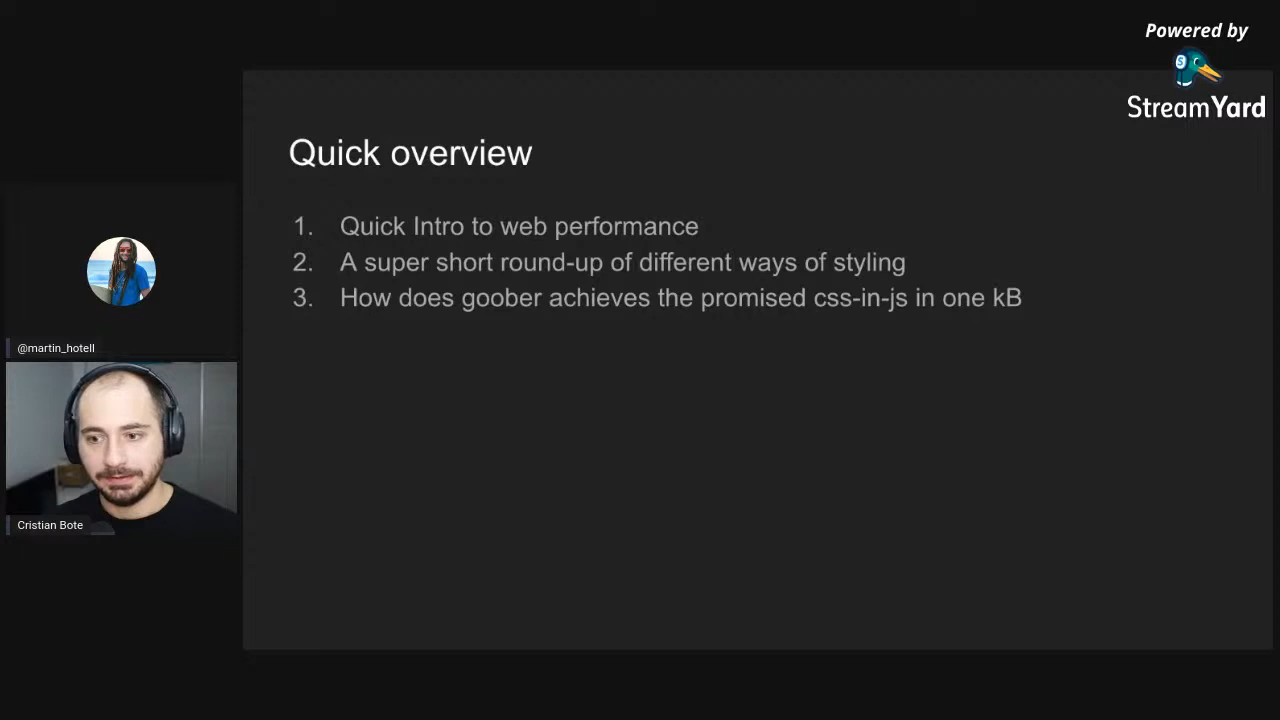 Powered by
StreamYard
Quick overview
1. Quick Intro to web performance
2. A super short round-up of different ways of styling
3. How does goober achieves the promised css-in-js in one kB
@martin_hotell
Cristian Bote